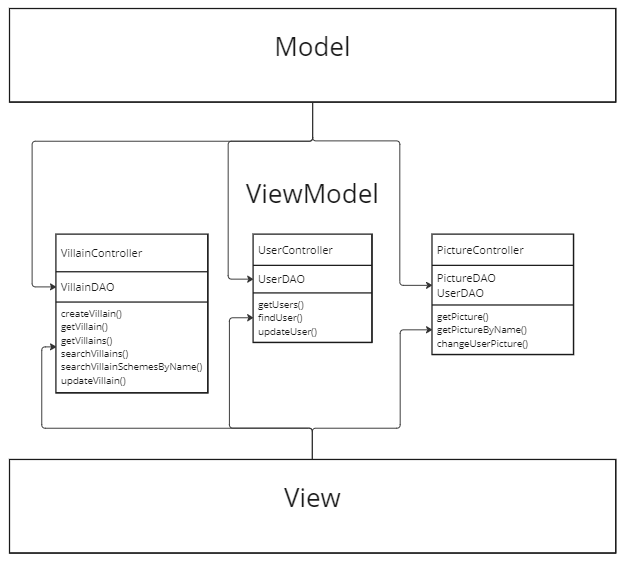 Model
ViewModel
VillainController
VillainDAO
createVillain()
getVillain()
getVillains()
searchVillains()
searchVillainSchemesByName()
updateVillain()
UserController
UserDAO
getUsers()
findUser()
updateUser()
PictureController
PictureDAO
UserDAO
getPicture()
getPictureByName()
changeUserPicture()
View